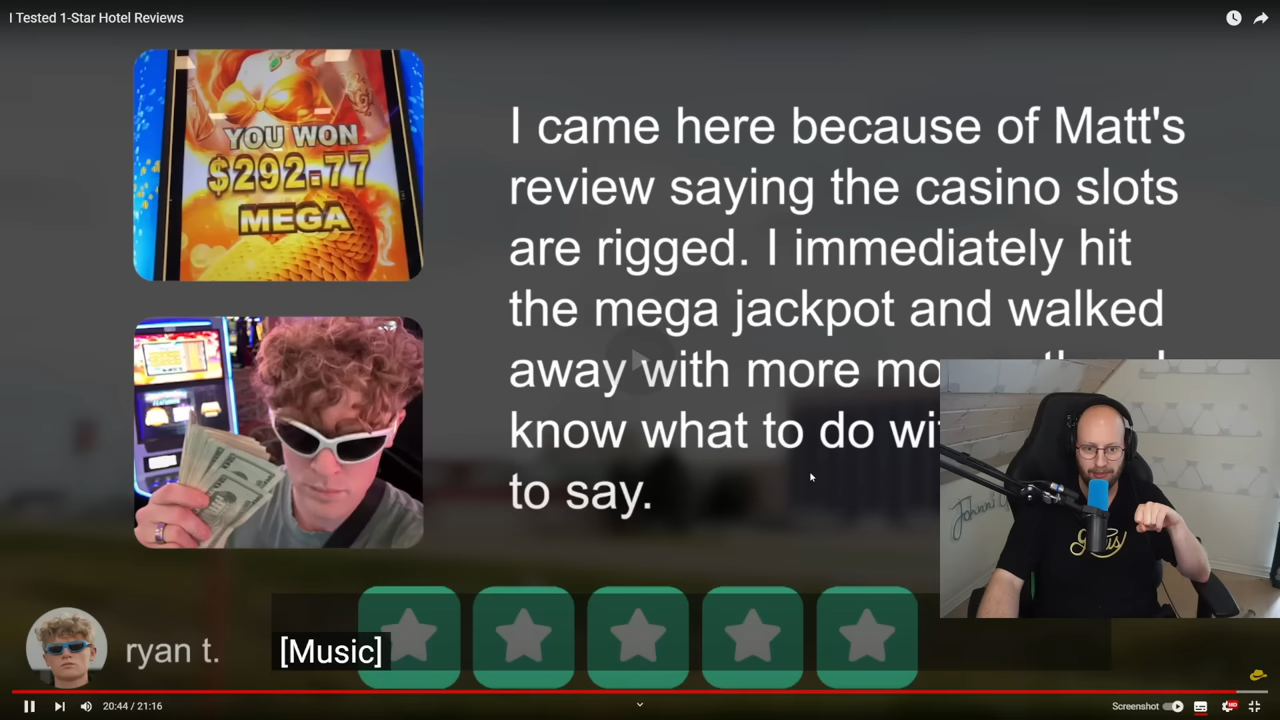 I Tested 1-Star Hotel Reviews
YOU WON
$292.77
MEGA
I came here because of Matt's
review saying the casino slots
are rigged. I immediately hit
the mega jackpot and walked
away with more
know what to do
to say.
ryan t.
[Music]
20:44 / 21:16
Screenshot
HD